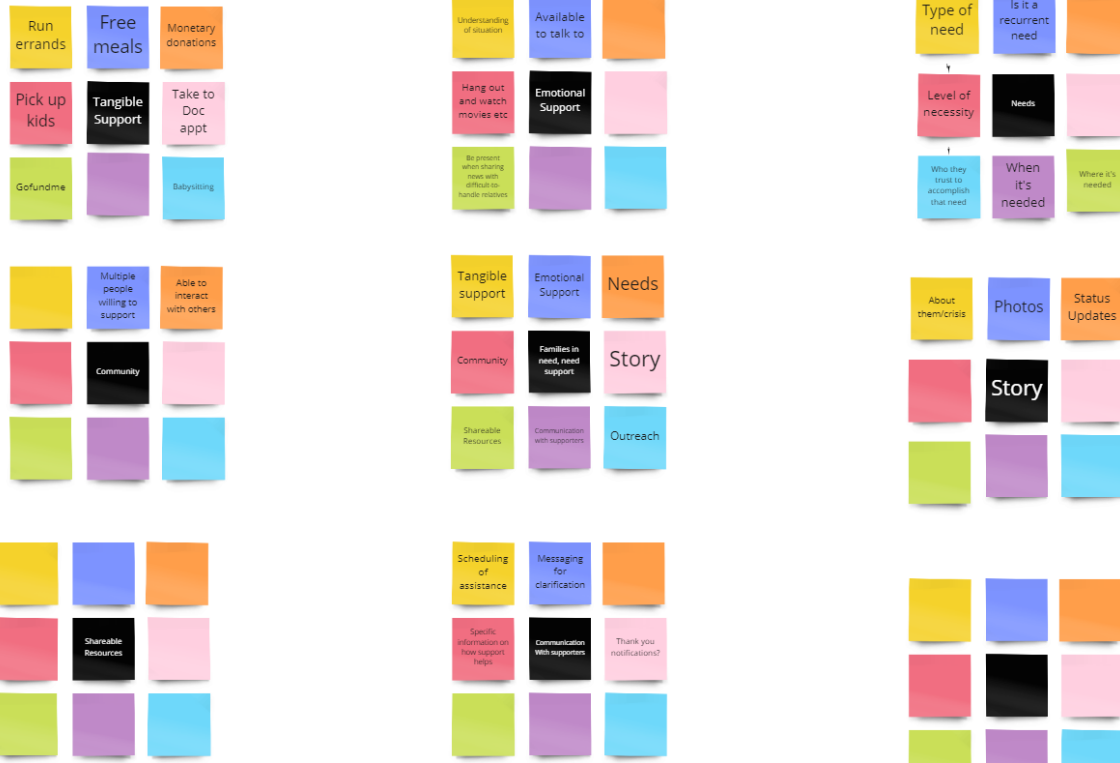 Run
errands
Free
meals
Monetary
donations
Pick up
kids
Tangible
Support
Take to
Doc
appt
Gofundme
Babysitting
Understanding
of situation
Available
to talk to
Hang out
and watch
movies etc
Emotional
Support
Be present
when sharing
news with
difficult-to-
handle relatives
Type of
need
Is it a
recurrent
need
Level of
necessity
Needs
Who they
trust to
accomplish
that need
When
it's
needed
Where it's
needed
Multiple
people
willing to
support
Able to
interact
with others
Community
Tangible
support
Emotional
Support
Needs
Community
Families in
need, need
support
Story
Shareable
Resources
Communication
with supporters
Outreach
About
them/crisis
Photos
Status
Updates
Story
Shareable
Resources
Scheduling
of
assistance
Messaging
for
clarification
Specific
information on
how support
helps
Communication
With supporters
Thank you
notifications?